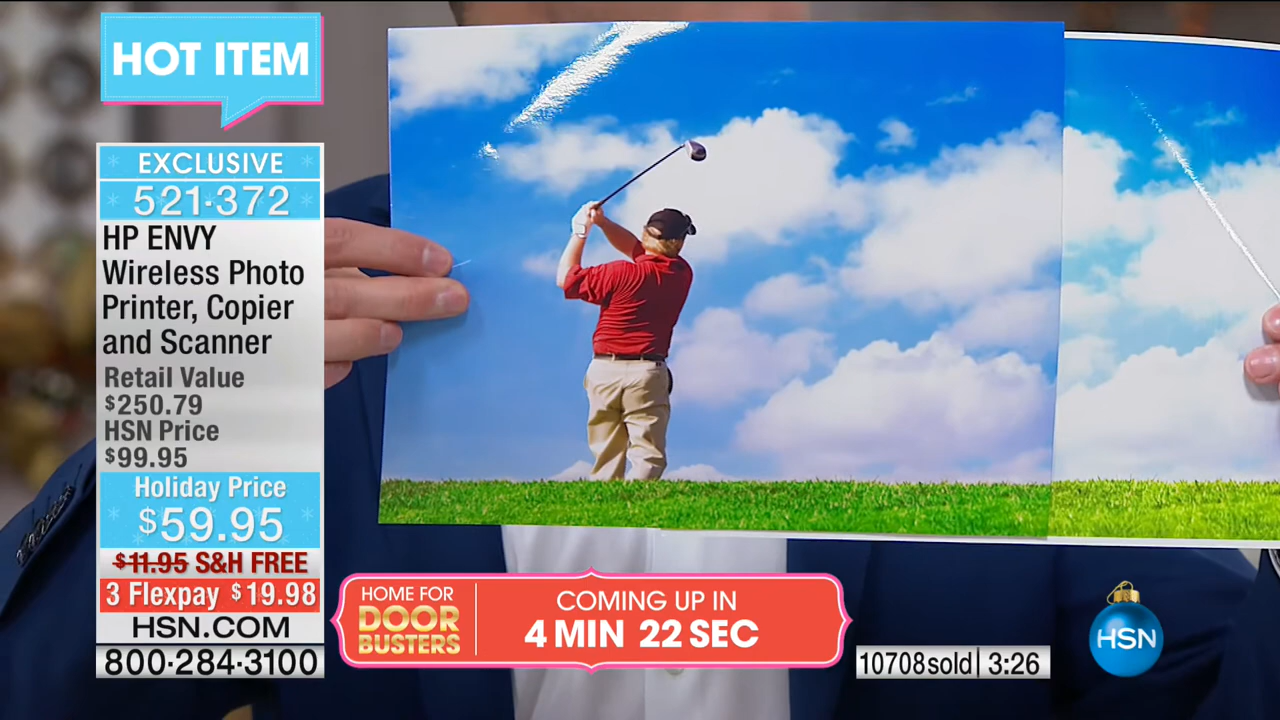 HOT ITEM
EXCLUSIVE
521·372
HP ENVY
Wireless Photo
Printer, Copier
and Scanner
Retail Value
$250.79
HSN Price
$99.95
Holiday Price
$59.95
$11.95 S&H FREE
3 Flexpay $19.98
HSN.COM
800·284·3100
HOME FOR
DOOR
BUSTERS
COMING UP IN
4 MIN 22 SEC
10708sold 3:26
HSN